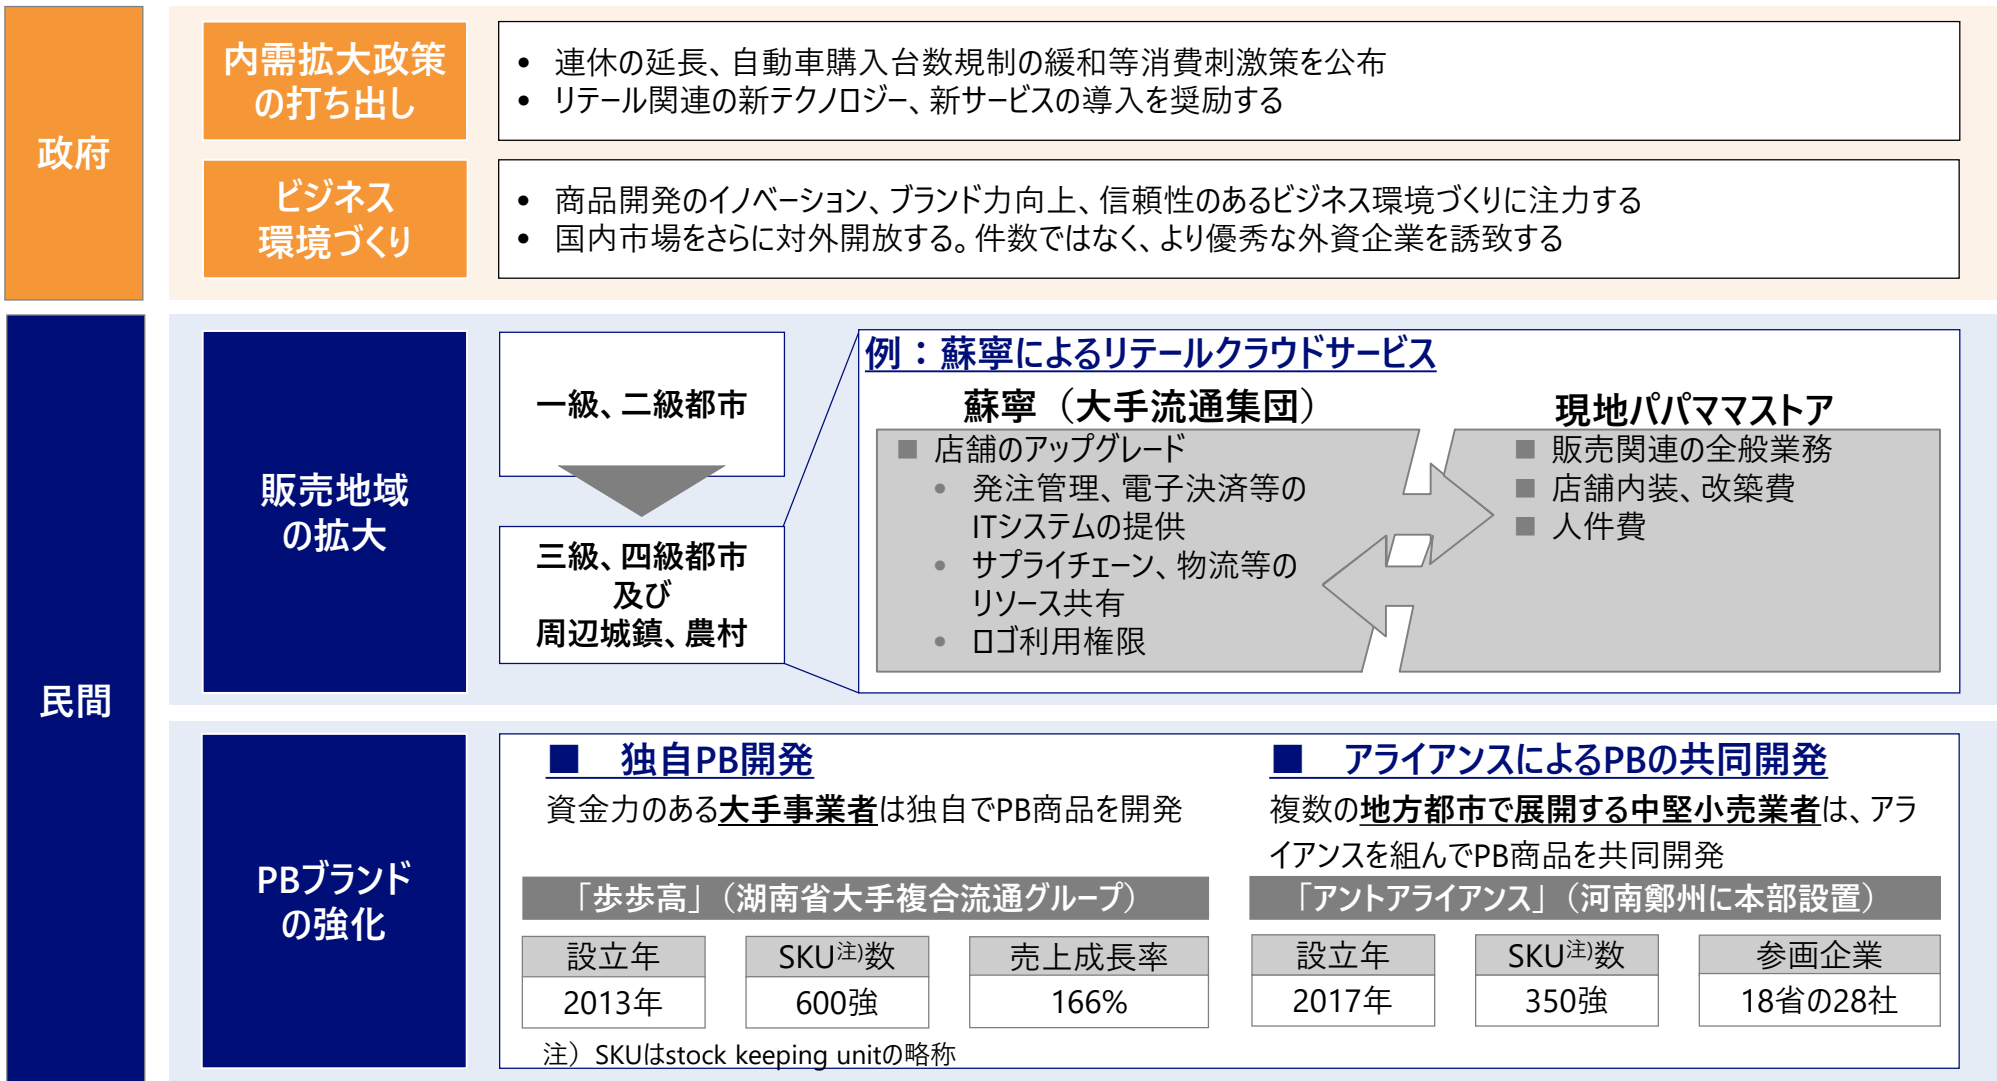 政府
内需拡大政策
の打ち出し
• 連休の延長、自動車購入台数規制の緩和等消費刺激策を公布
• リテール関連の新テクノロジー、新サービスの導入を奨励する
ビジネス
環境づくり
• 商品開発のイノベーション、ブランド力向上、信頼性のあるビジネス環境づくりに注力する
• 国内市場をさらに対外開放する。件数ではなく、より優秀な外資企業を誘致する
民間
販売地域
の拡大
一級、二級都市
三級、四級都市
及び
周辺城鎮、農村
例：蘇寧によるリテールクラウドサービス
蘇寧（大手流通集団）
■ 店舗のアップグレード
• 発注管理、電子決済等の
ITシステムの提供
• サプライチェーン、物流等の
リソース共有
• ロゴ利用権限
現地パパママストア
■ 販売関連の全般業務
■ 店舗内装、改築費
■ 人件費
PBブランド
の強化
■ 独自PB開発
資金力のある大手事業者は独自でPB商品を開発
「歩歩高」（湖南省大手複合流通グループ）
設立年 SKU注)数 売上成長率
2013年 600強 166%
注）SKUはstock keeping unitの略称
■ アライアンスによるPBの共同開発
複数の地方都市で展開する中堅小売業者は、アラ
イアンスを組んでPB商品を共同開発
「アントアライアンス」（河南鄭州に本部設置）
設立年 SKU注)数 参画企業
2017年 350強 18省の28社